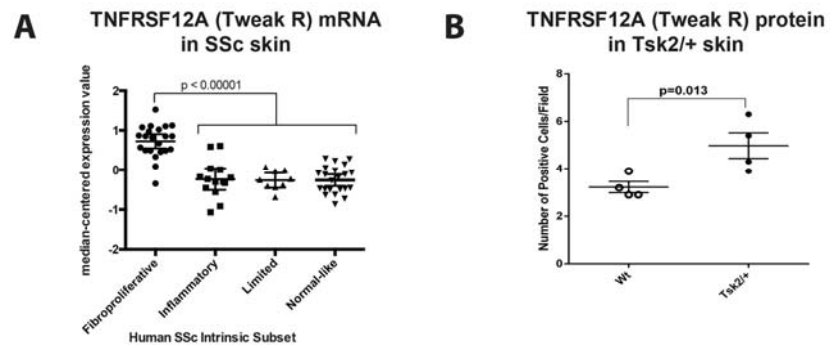 A
TNFRSF12A (Tweak R) mRNA
in SSc skin
p < 0.00001
median-centered expression value
2
1
0
-1
-2
Fibroproliferative
Inflammatory
Limited
Normal-like
Human SSc Intrinsic Subset
B
TNFRSF12A (Tweak R) protein
in Tsk2/+ skin
p=0.013
Number of Positive Cells/Field
8
6
4
2
0
Wt
Tsk2/+